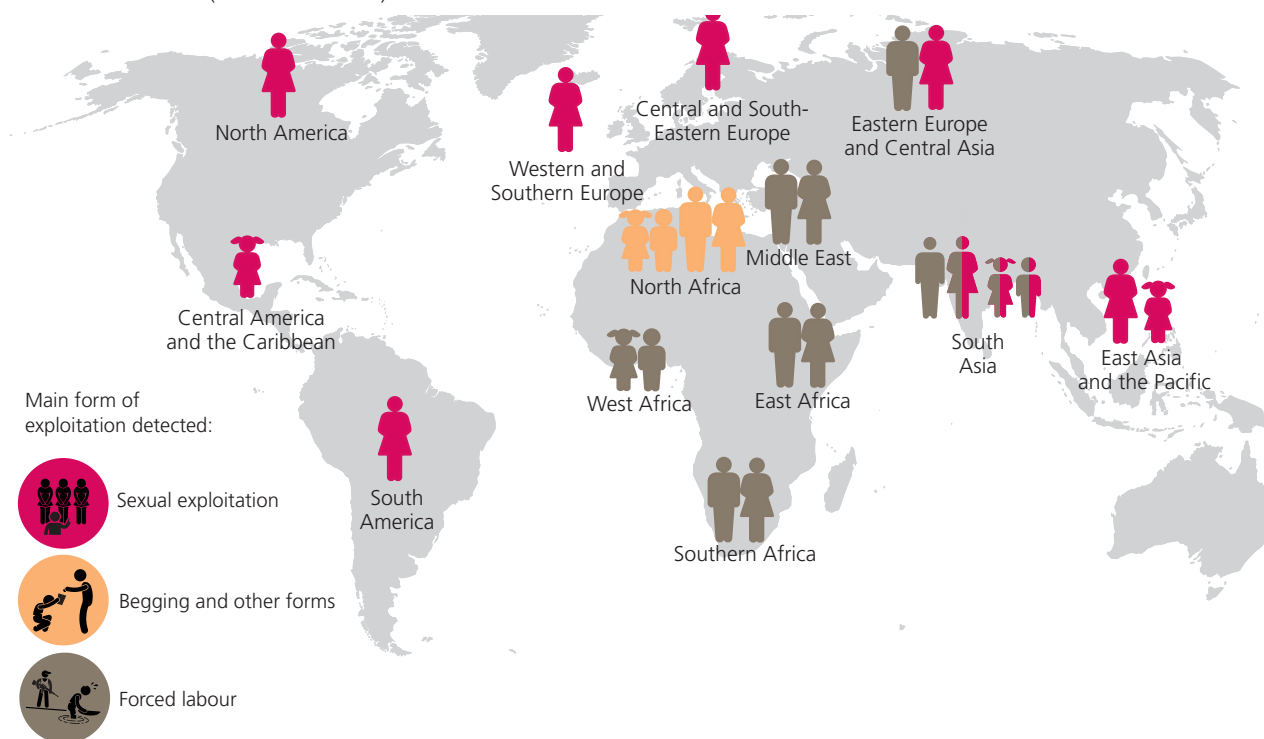 North America
Central and South-
Eastern Europe
Eastern Europe
and Central Asia
Western and
Southern Europe
Middle East
North Africa
Central America
and the Caribbean
South
Asia
East Asia
and the Pacific
West Africa
East Africa
Main form of
exploitation detected:
Sexual exploitation
South
America
Southern Africa
Begging and other forms
Forced labour